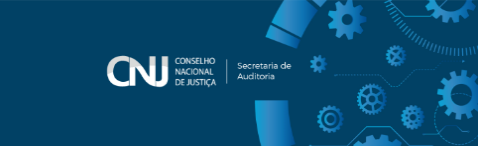 CNJ
CONSELHO
NACIONAL
DE JUSTIÇA
Secretaria de
Auditoria